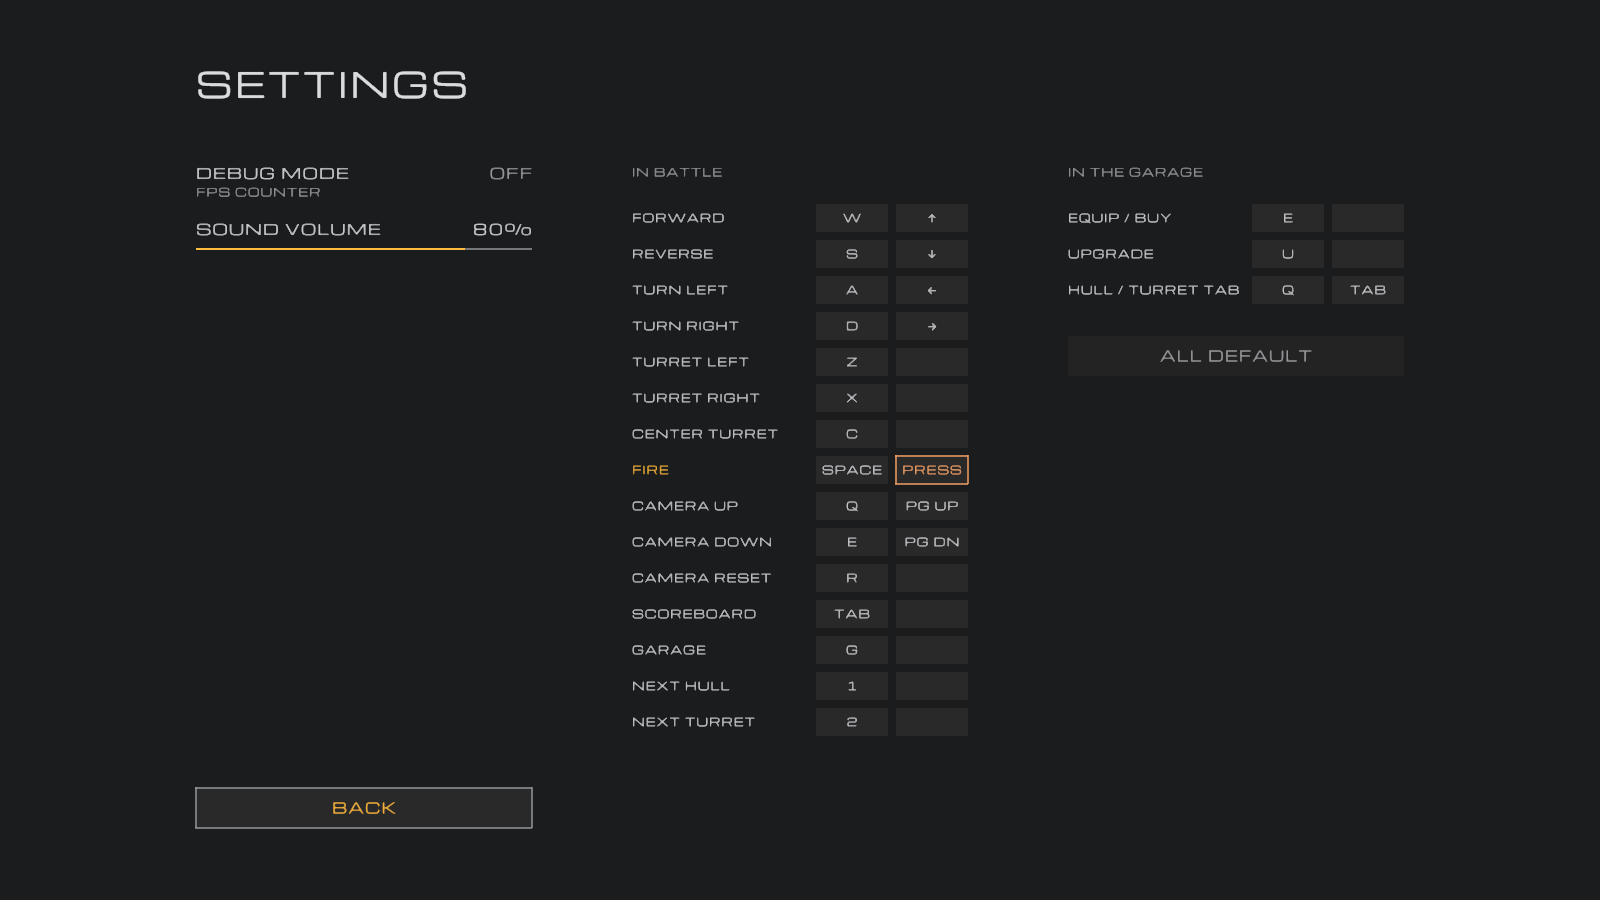 SETTINGS
DEBUG MODE OFF
FPS COUNTER
SOUND VOLUME 80%
IN BATTLE
FORWARD W ↑
REVERSE S ↓
TURN LEFT A ←
TURN RIGHT D →
TURRET LEFT Z
TURRET RIGHT X
CENTER TURRET C
FIRE SPACE PRESS
CAMERA UP Q PG UP
CAMERA DOWN E PG DN
CAMERA RESET R
SCOREBOARD TAB
GARAGE G
NEXT HULL 1
NEXT TURRET 2
IN THE GARAGE
EQUIP / BUY E
UPGRADE U
HULL / TURRET TAB Q TAB
ALL DEFAULT
BACK